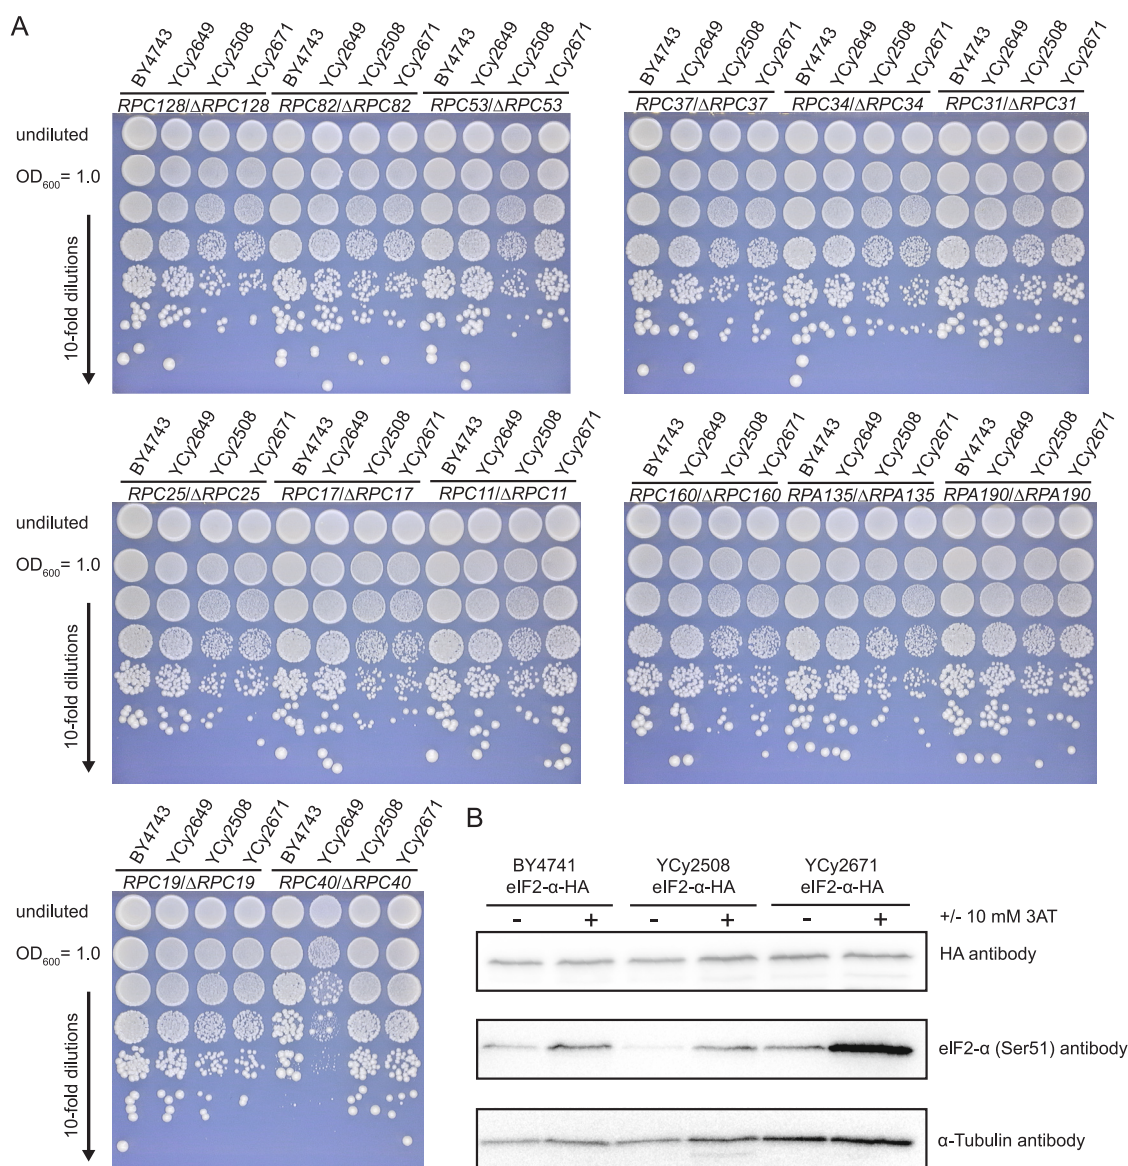 A
BY4743 YCy2649 YCy2508 YCy2671 BY4743 YCy2649 YCy2508 YCy2671 BY4743 YCy2649 YCy2508 YCy2671
RPC128/ΔRPC128 RPC82/ΔRPC82 RPC53/ΔRPC53
undiluted
OD600= 1.0
10-fold dilutions
BY4743 YCy2649 YCy2508 YCy2671 BY4743 YCy2649 YCy2508 YCy2671 BY4743 YCy2649 YCy2508 YCy2671
RPC37/ΔRPC37 RPC34/ΔRPC34 RPC31/ΔRPC31
BY4743 YCy2649 YCy2508 YCy2671 BY4743 YCy2649 YCy2508 YCy2671 BY4743 YCy2649 YCy2508 YCy2671
RPC25/ΔRPC25 RPC17/ΔRPC17 RPC11/ΔRPC11
undiluted
OD600= 1.0
10-fold dilutions
BY4743 YCy2649 YCy2508 YCy2671 BY4743 YCy2508 YCy2671 BY4743 YCy2649 YCy2508 YCy2671
RPC160/ΔRPC160 RPA135/ΔRPA135 RPA190/ΔRPA190
BY4743 YCy2649 YCy2508 YCy2671 BY4743 YCy2649 YCy2508 YCy2671
RPC19/ΔRPC19 RPC40/ΔRPC40
undiluted
OD600= 1.0
10-fold dilutions
B
BY4741 YCy2508 YCy2671
eIF2-α-HA eIF2-α-HA eIF2-α-HA
- + - + - + +/- 10 mM 3AT
HA antibody
eIF2-α (Ser51) antibody
α-Tubulin antibody